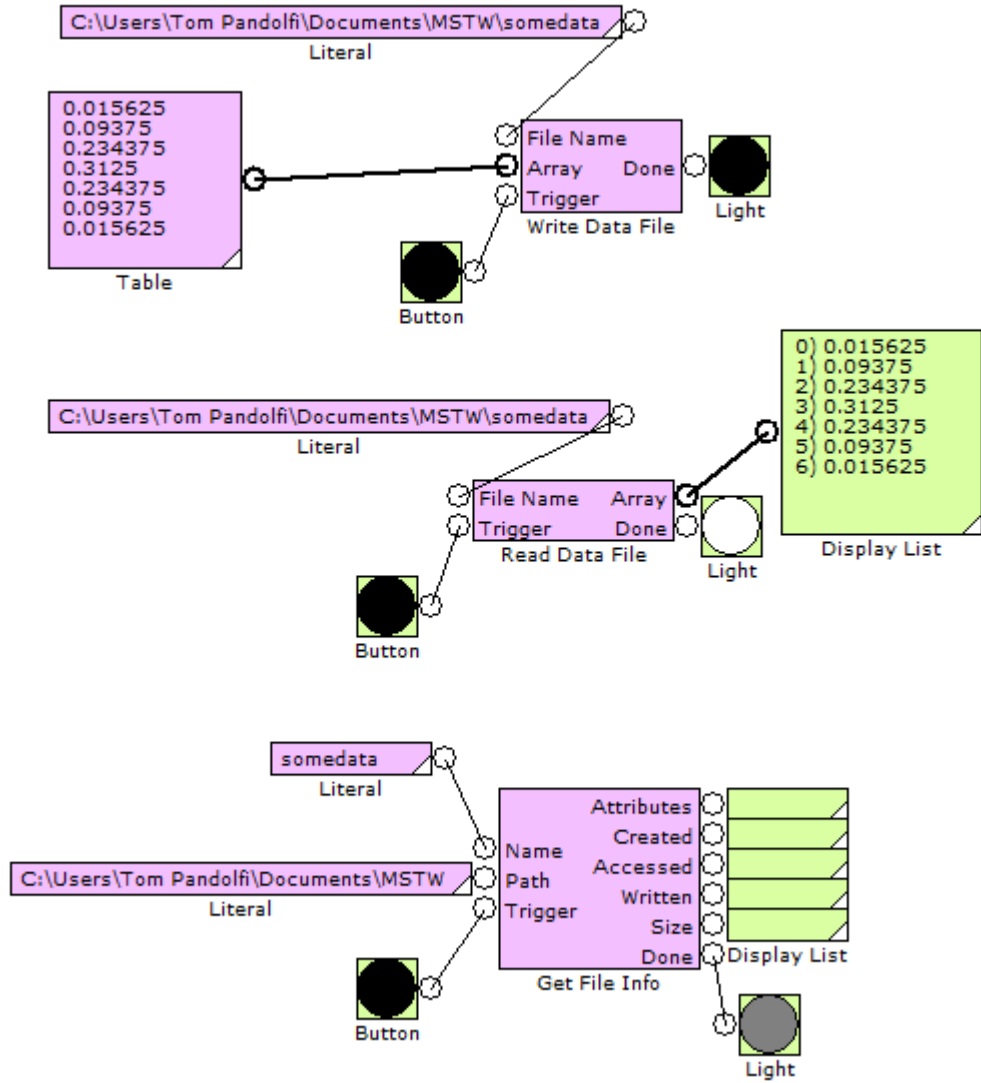 C:\Users\Tom Pandolfi\Documents\MSTW\somedata
Literal
0.015625
0.09375
0.234375
0.3125
0.234375
0.09375
0.015625
Table
File Name
Array Done
Trigger
Write Data File
Light
Button
0) 0.015625
1) 0.09375
2) 0.234375
3) 0.3125
4) 0.234375
5) 0.09375
6) 0.015625
Display List
C:\Users\Tom Pandolfi\Documents\MSTW\somedata
Literal
File Name Array
Trigger Done
Read Data File
Light
Button
somedata
Literal
C:\Users\Tom Pandolfi\Documents\MSTW
Literal
Name
Path
Trigger
Attributes
Created
Accessed
Written
Size
Done
Get File Info
Display List
Button
Light